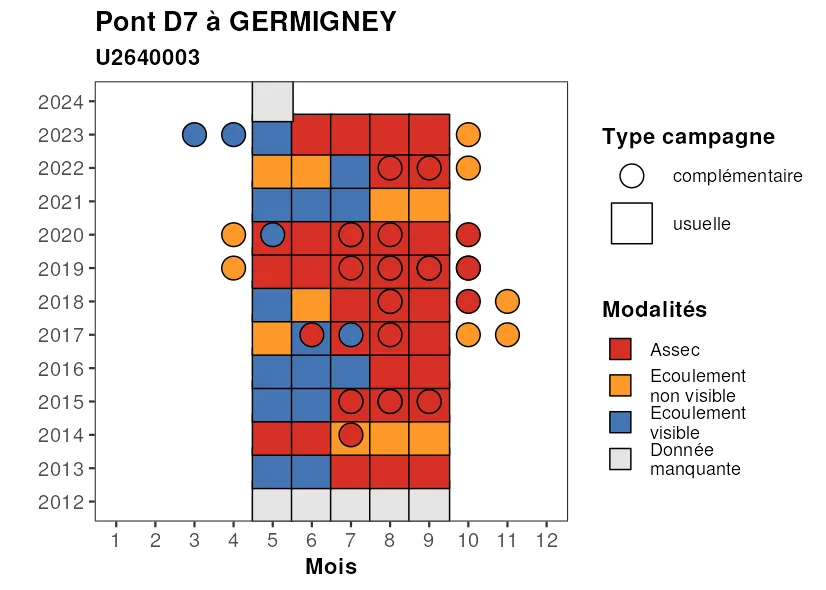 Pont D7 à GERMIGNEY
U2640003
2024
2023
2022
2021
2020
2019
2018
2017
2016
2015
2014
2013
2012
1 2 3 4 5 6 7 8 9 10 11 12
Mois
Type campagne
complémentaire
usuelle
Modalités
Assec
Ecoulement
non visible
Ecoulement
visible
Donnée
manquante